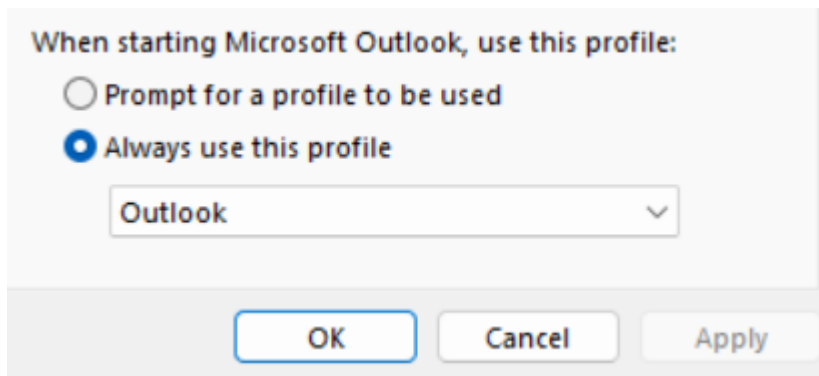 When starting Microsoft Outlook, use this profile:
Prompt for a profile to be used
Always use this profile
Outlook
OK Cancel Apply